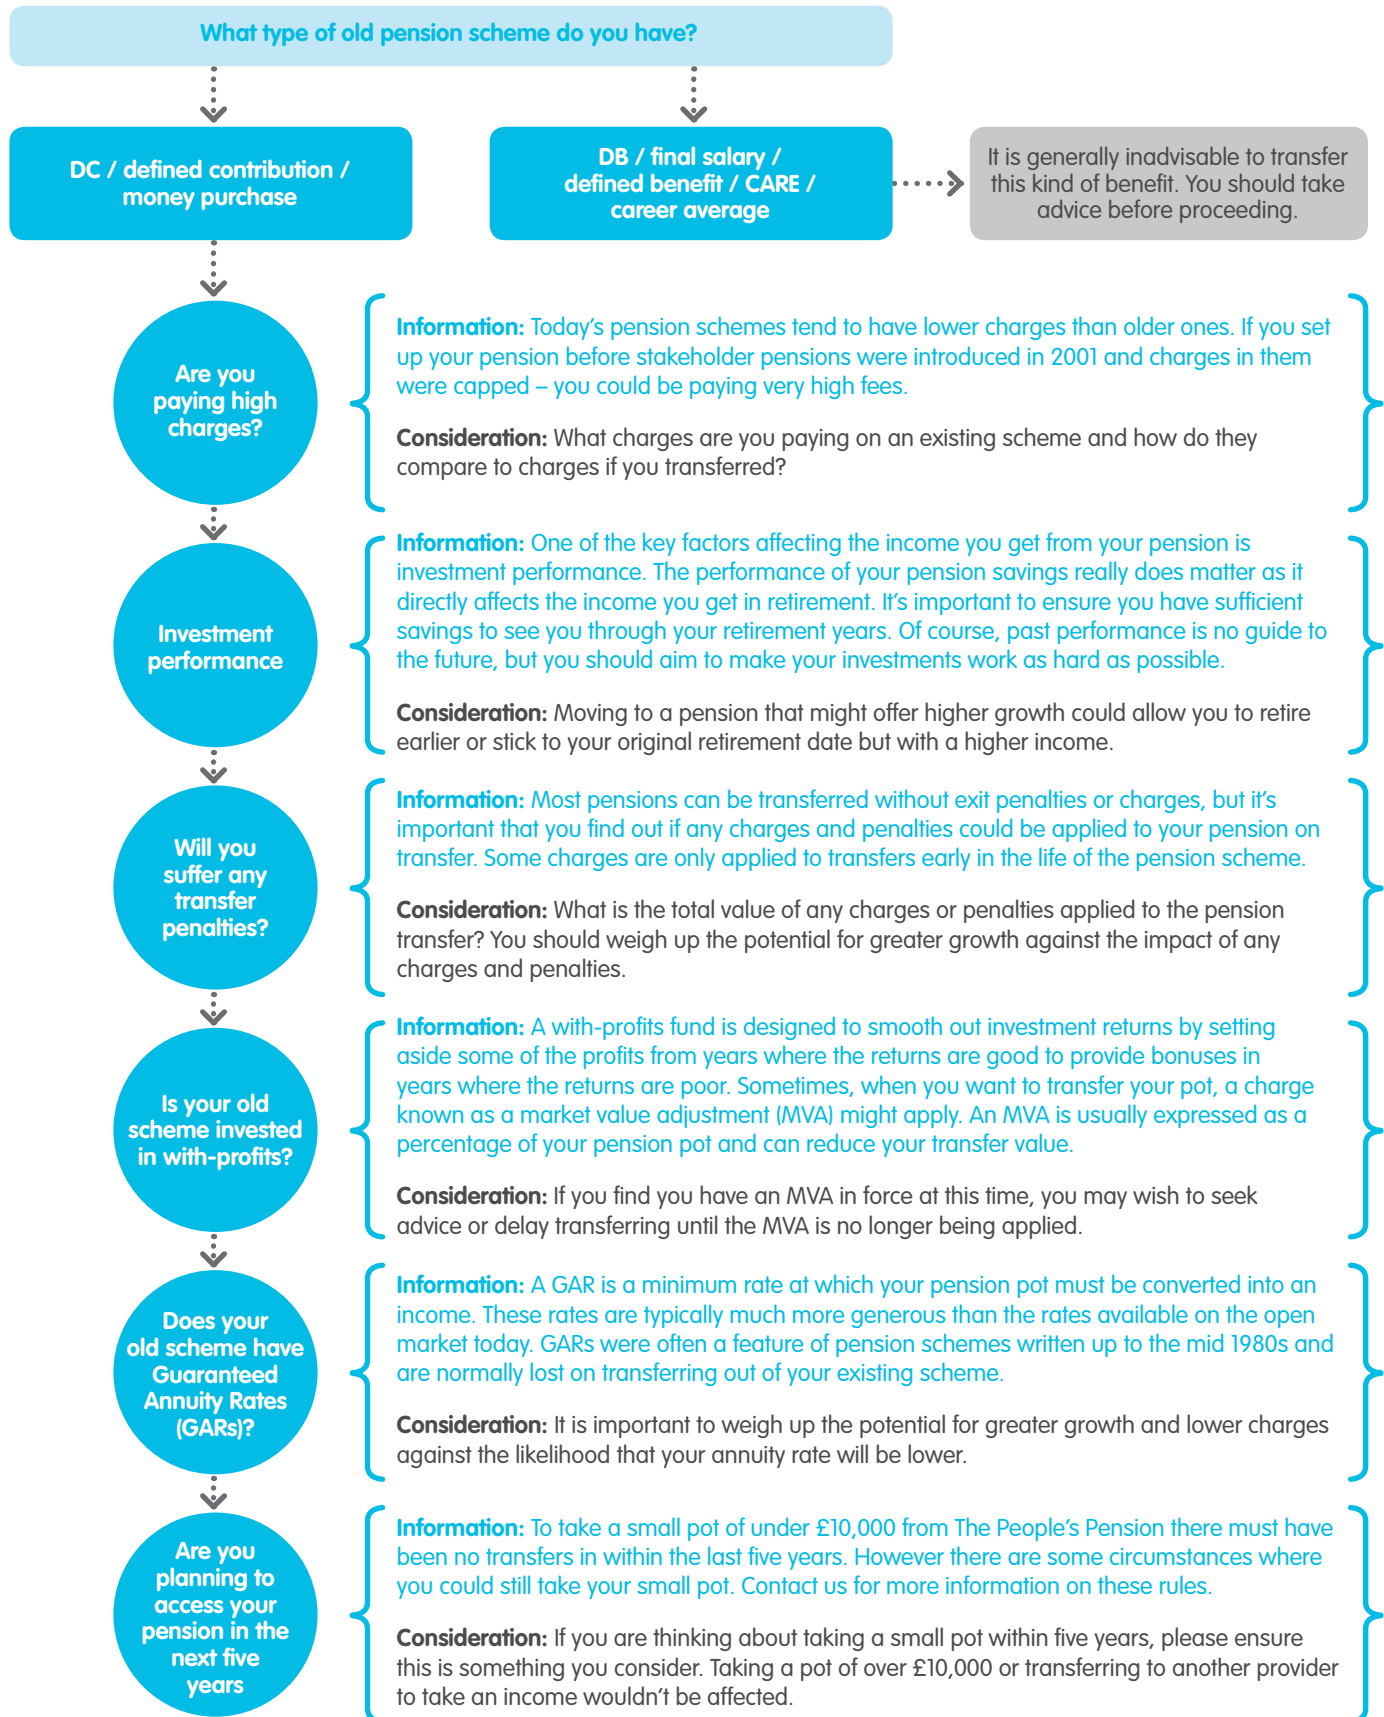 What type of old pension scheme do you have?
DC / defined contribution /
money purchase
DB / final salary /
defined benefit / CARE /
career average
It is generally inadvisable to transfer
this kind of benefit. You should take
advice before proceeding.
Are you
paying high
charges?
Information: Today’s pension schemes tend to have lower charges than older ones. If you set
up your pension before stakeholder pensions were introduced in 2001 and charges in them
were capped – you could be paying very high fees.
Consideration: What charges are you paying on an existing scheme and how do they
compare to charges if you transferred?
Investment
performance
Information: One of the key factors affecting the income you get from your pension is
investment performance. The performance of your pension savings really does matter as it
directly affects the income you get in retirement. It’s important to ensure you have sufficient
savings to see you through your retirement years. Of course, past performance is no guide to
the future, but you should aim to make your investments work as hard as possible.
Consideration: Moving to a pension that might offer higher growth could allow you to retire
earlier or stick to your original retirement date but with a higher income.
Will you
suffer any
transfer
penalties?
Information: Most pensions can be transferred without exit penalties or charges, but it’s
important that you find out if any charges and penalties could be applied to your pension on
transfer. Some charges are only applied to transfers early in the life of the pension scheme.
Consideration: What is the total value of any charges or penalties applied to the pension
transfer? You should weigh up the potential for greater growth against the impact of any
charges and penalties.
Is your old
scheme invested
in with-profits?
Information: A with-profits fund is designed to smooth out investment returns by setting
aside some of the profits from years where the returns are good to provide bonuses in
years where the returns are poor. Sometimes, when you want to transfer your pot, a charge
known as a market value adjustment (MVA) might apply. An MVA is usually expressed as a
percentage of your pension pot and can reduce your transfer value.
Consideration: If you find you have an MVA in force at this time, you may wish to seek
advice or delay transferring until the MVA is no longer being applied.
Does your
old scheme have
Guaranteed
Annuity Rates
(GARs)?
Information: A GAR is a minimum rate at which your pension pot must be converted into an
income. These rates are typically much more generous than the rates available on the open
market today. GARs were often a feature of pension schemes written up to the mid 1980s and
are normally lost on transferring out of your existing scheme.
Consideration: It is important to weigh up the potential for greater growth and lower charges
against the likelihood that your annuity rate will be lower.
Are you
planning to
access your
pension in the
next five
years
Information: To take a small pot of under £10,000 from The People’s Pension there must have
been no transfers in within the last five years. However there are some circumstances where
you could still take your small pot. Contact us for more information on these rules.
Consideration: If you are thinking about taking a small pot within five years, please ensure
this is something you consider. Taking a pot of over £10,000 or transferring to another provider
to take an income wouldn’t be affected.